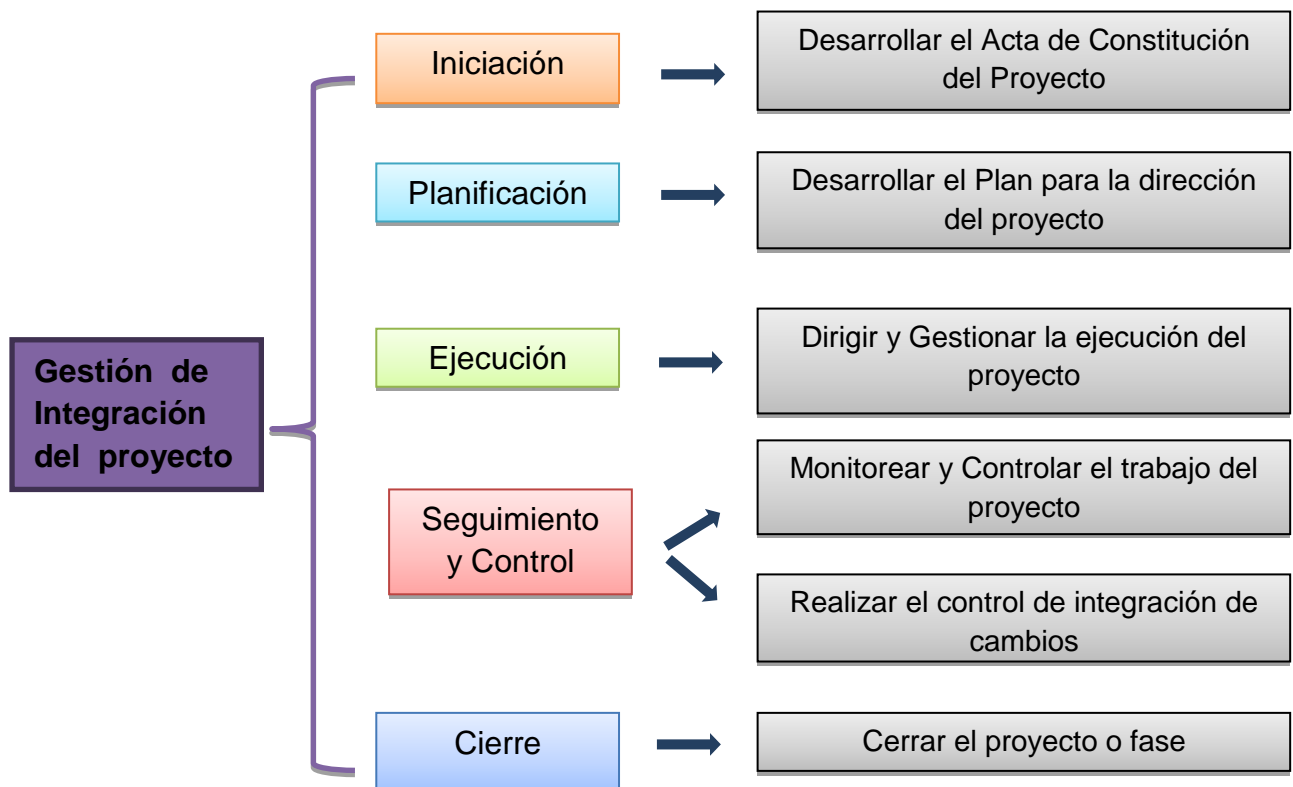 Iniciación
Desarrollar el Acta de Constitución
del Proyecto
Planificación
Desarrollar el Plan para la dirección
del proyecto
Gestión de
Integración
del proyecto
Ejecución
Dirigir y Gestionar la ejecución del
proyecto
Seguimiento
y Control
Monitorear y Controlar el trabajo del
proyecto
Realizar el control de integración de
cambios
Cierre
Cerrar el proyecto o fase